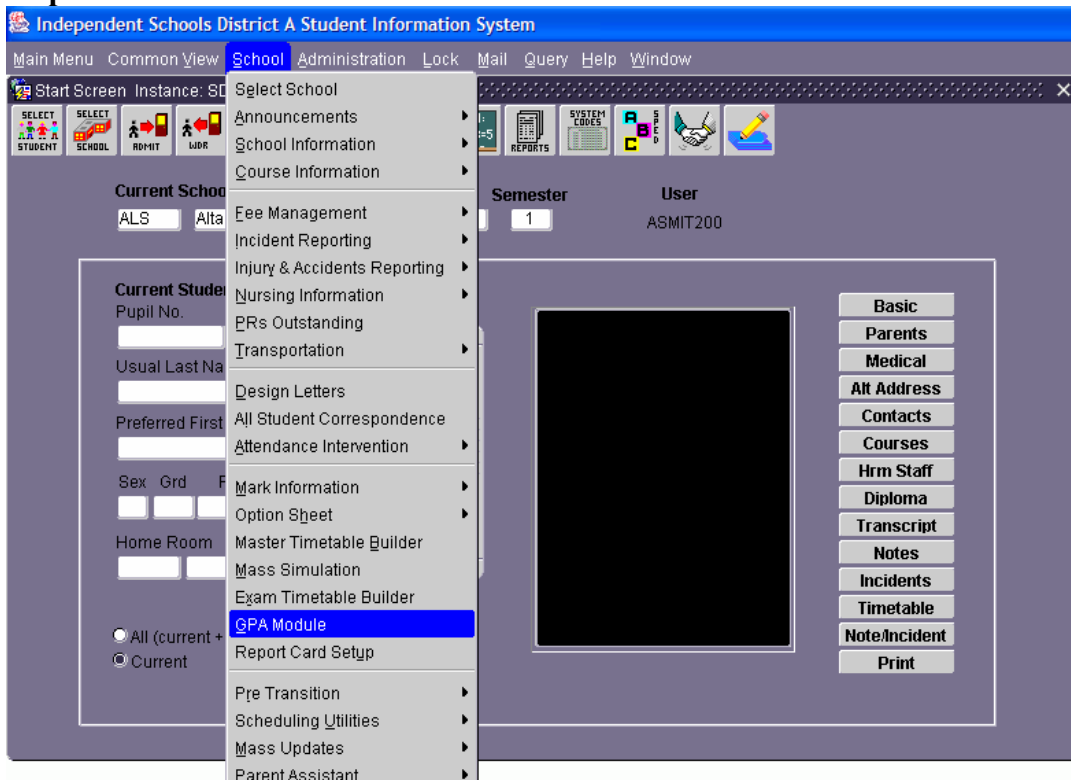 Independent Schools District A Student Information System
Main Menu Common View School Administration Lock Mail Query Help Window
Start Screen Instance:
SELECT STUDENT
SELECT SCHOOL
ADMIT
WDR
REPORTS
SYSTEM CODES
A B C SPED
Current Schoo
Semester
User
ALS
Alta
1
ASMIT200
Select School
Announcements
School Information
Course Information
Fee Management
Incident Reporting
Injury & Accidents Reporting
Nursing Information
PRs Outstanding
Transportation
Design Letters
All Student Correspondence
Attendance Intervention
Mark Information
Option Sheet
Master Timetable Builder
Mass Simulation
Exam Timetable Builder
GPA Module
Report Card Setup
Pre Transition
Scheduling Utilities
Mass Updates
Parent Assistant
Current Studen
Pupil No.
Usual Last Na
Preferred First
Sex Grd
Home Room
All (current +
Current
Basic
Parents
Medical
Alt Address
Contacts
Courses
Hrm Staff
Diploma
Transcript
Notes
Incidents
Timetable
Note/Incident
Print